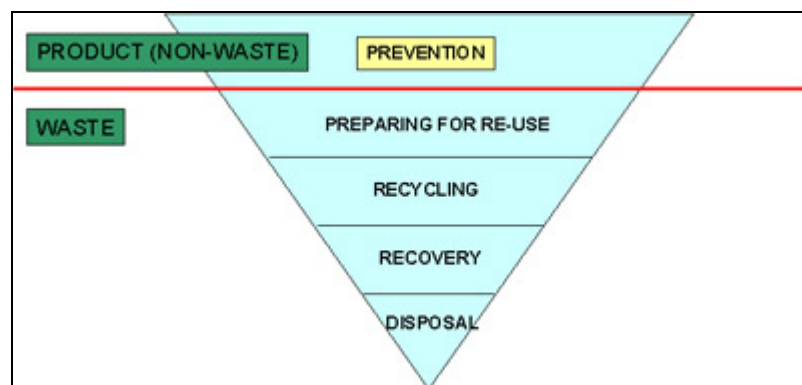 PRODUCT (NON-WASTE)
PREVENTION
WASTE
PREPARING FOR RE-USE
RECYCLING
RECOVERY
DISPOSAL